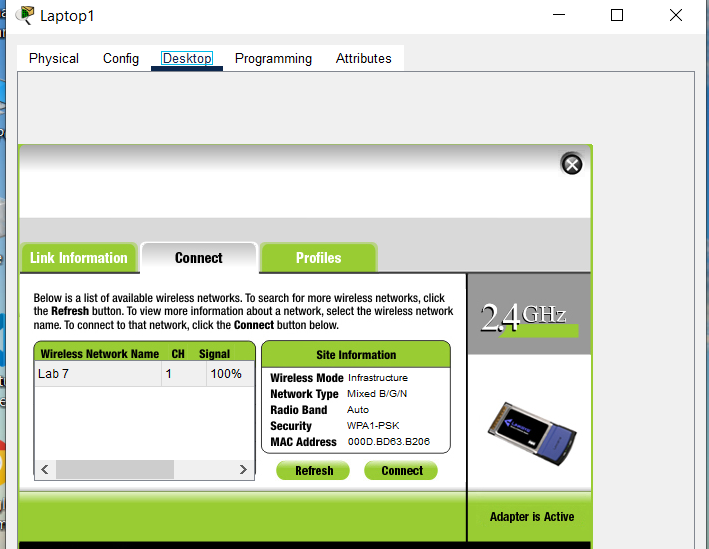 Laptop1
Physical Config Desktop Programming Attributes
Link Information Connect Profiles
Below is a list of available wireless networks. To search for more wireless networks, click
the Refresh button. To view more information about a network, select the wireless network
name. To connect to that network, click the Connect button below.
2.4GHz
Wireless Network Name CH Signal
Lab 7 1 100%
Site Information
Wireless Mode Infrastructure
Network Type Mixed B/G/N
Radio Band Auto
Security WPA1-PSK
MAC Address 000D.BD63.B206
Refresh Connect
Adapter is Active